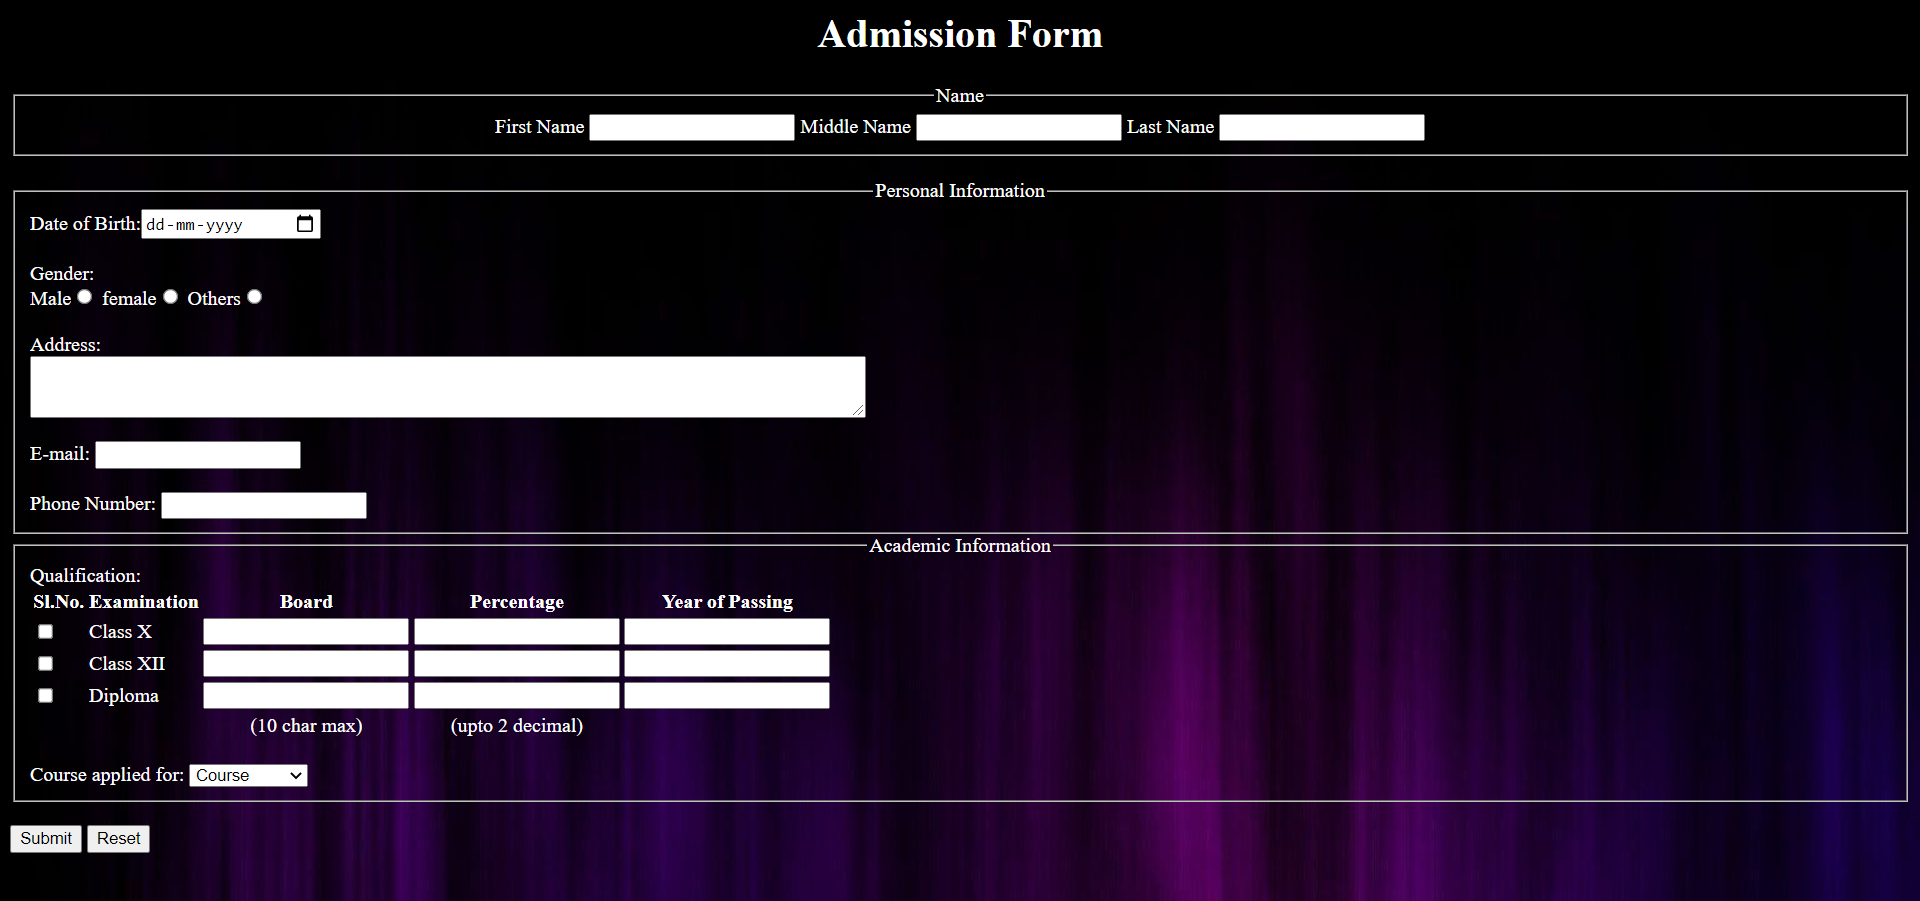 Admission Form
Name
First Name Middle Name Last Name
Personal Information
Date of Birth: dd-mm-yyyy
Gender:
Male female Others
Address:
E-mail:
Phone Number:
Academic Information
Qualification:
Sl.No. Examination Board Percentage Year of Passing
Class X
Class XII
Diploma
(10 char max) (upto 2 decimal)
Course applied for: Course
Submit Reset